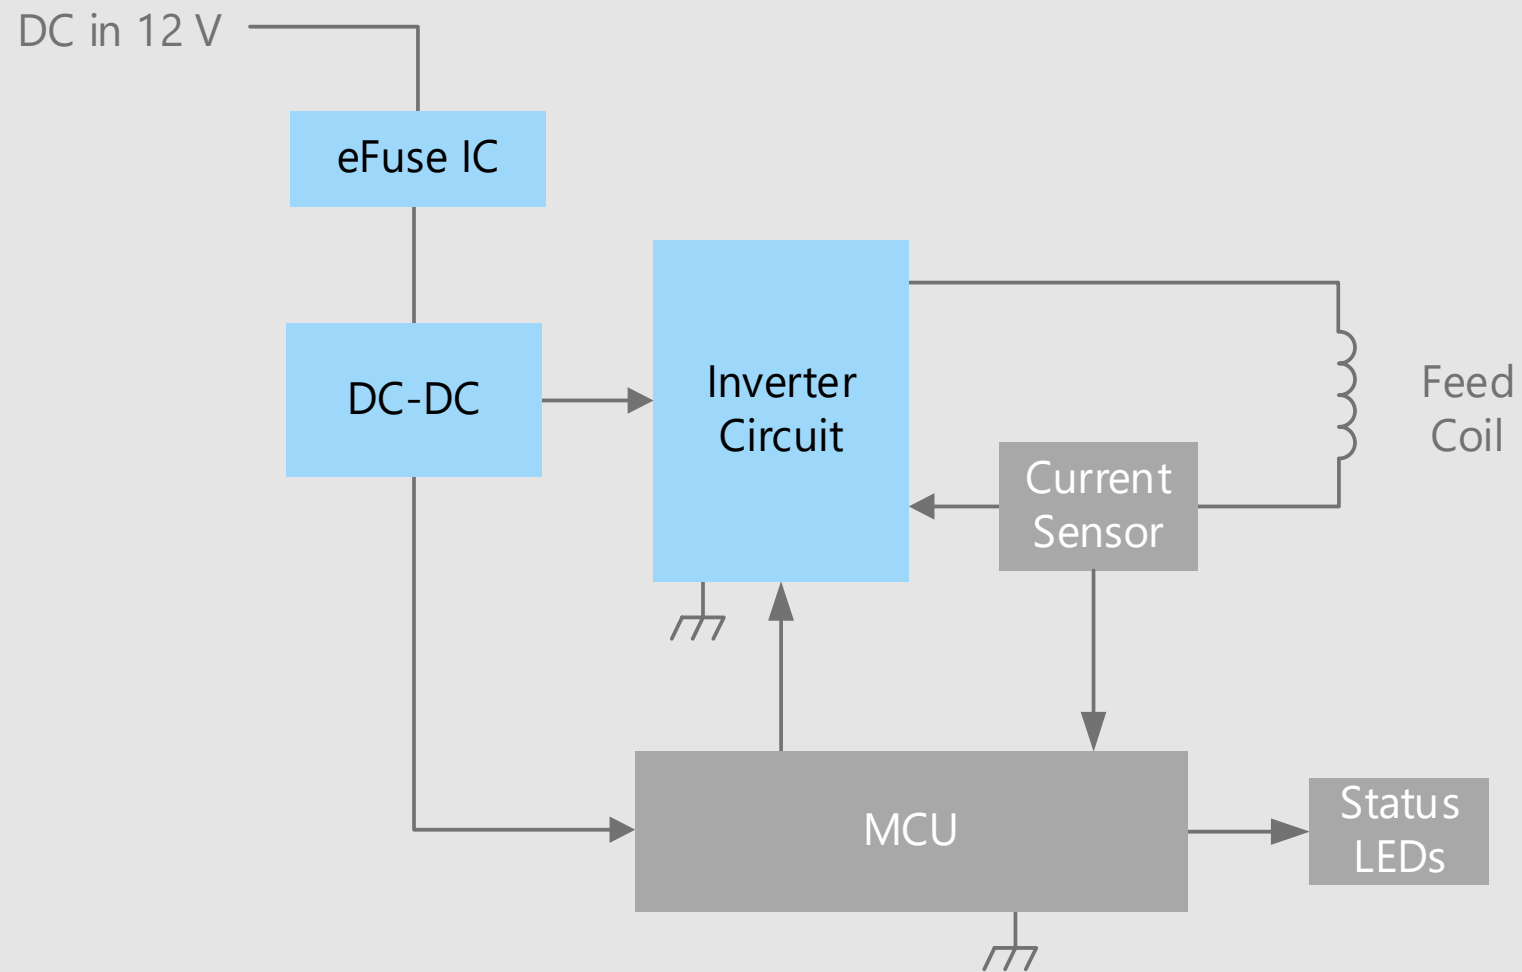 DC in 12 V
eFuse IC
DC-DC
Inverter
Circuit
Feed
Coil
Current
Sensor
MCU
Status
LEDs